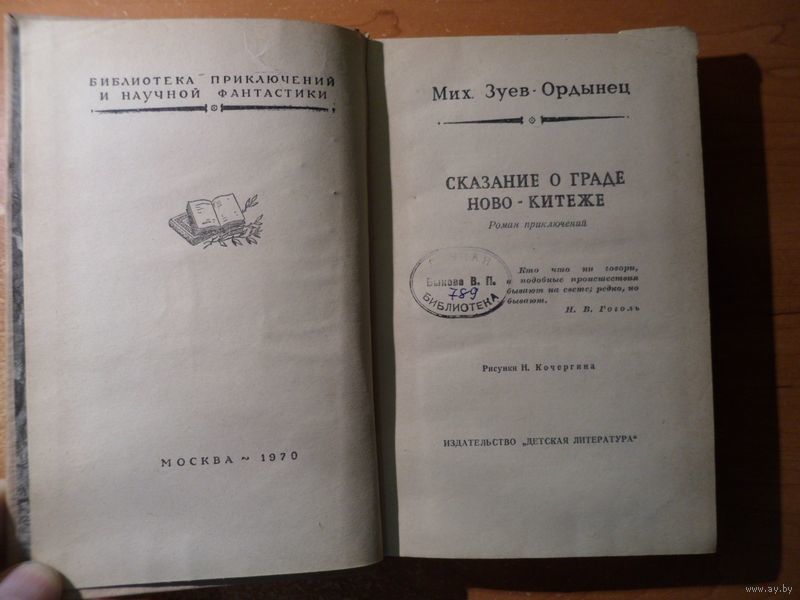 БИБЛИОТЕКА ПРИКЛЮЧЕНИЙ
И НАУЧНОЙ ФАНТАСТИКИ
МОСКВА ~ 1970
Мих. Зуев-Ордынец
СКАЗАНИЕ О ГРАДЕ
НОВО-КИТЕЖЕ
Роман приключений
Быкова В. П.
789
БИБЛИОТЕКА
Кто что ни говори,
а подобные происшествия
бывают на свете; редко, но
бывают.
Н. В. Гоголь
Рисунки Н. Кочергина
ИЗДАТЕЛЬСТВО „ДЕТСКАЯ ЛИТЕРАТУРА“
www.ay.by